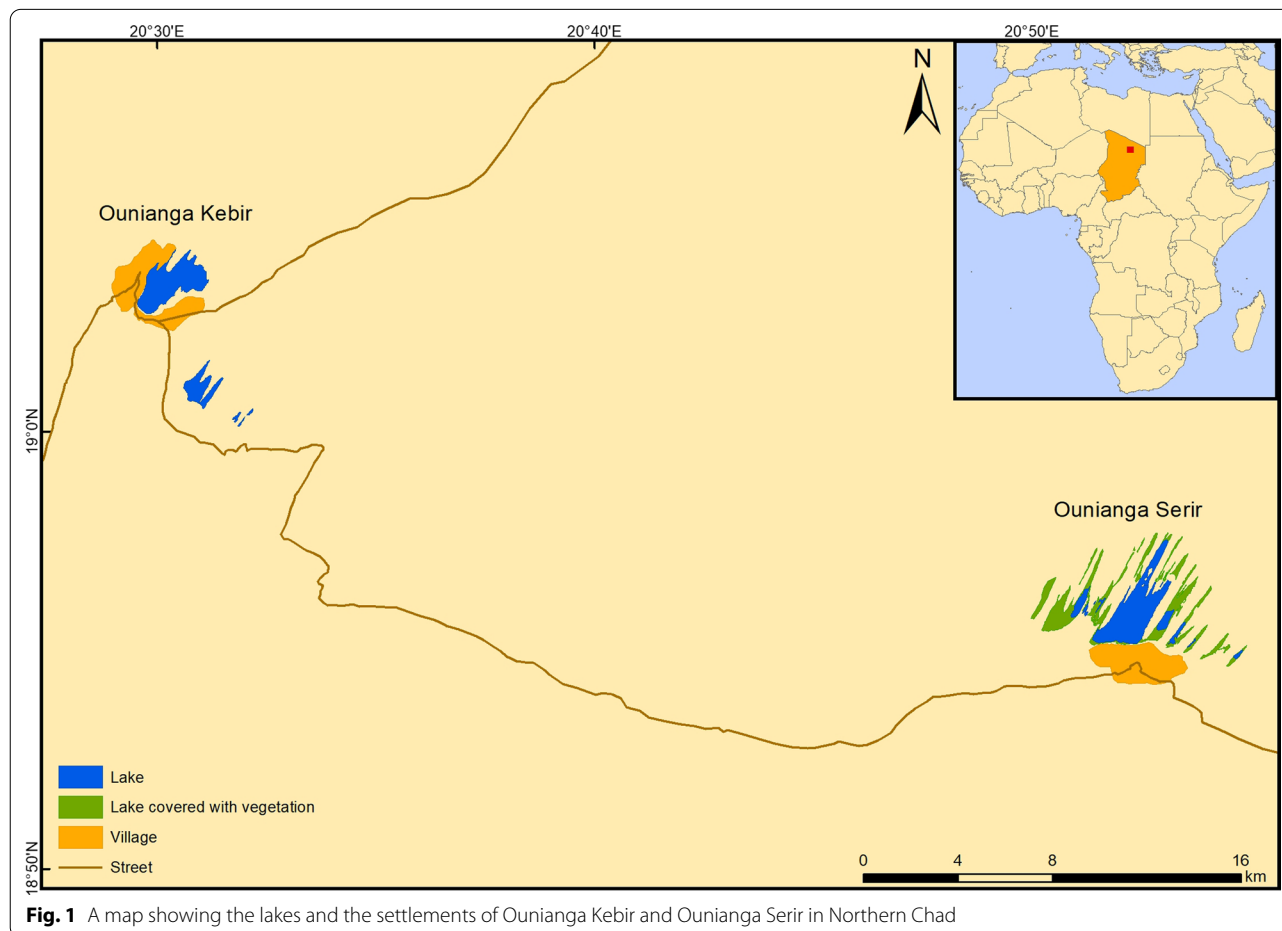 20°30'E
20°40'E
20°50'E
N
Ounianga Kebir
19°0'N
Ounianga Serir
Lake
Lake covered with vegetation
Village
Street
18°50'N
0 4 8 16
km
Fig. 1 A map showing the lakes and the settlements of Ounianga Kebir and Ounianga Serir in Northern Chad